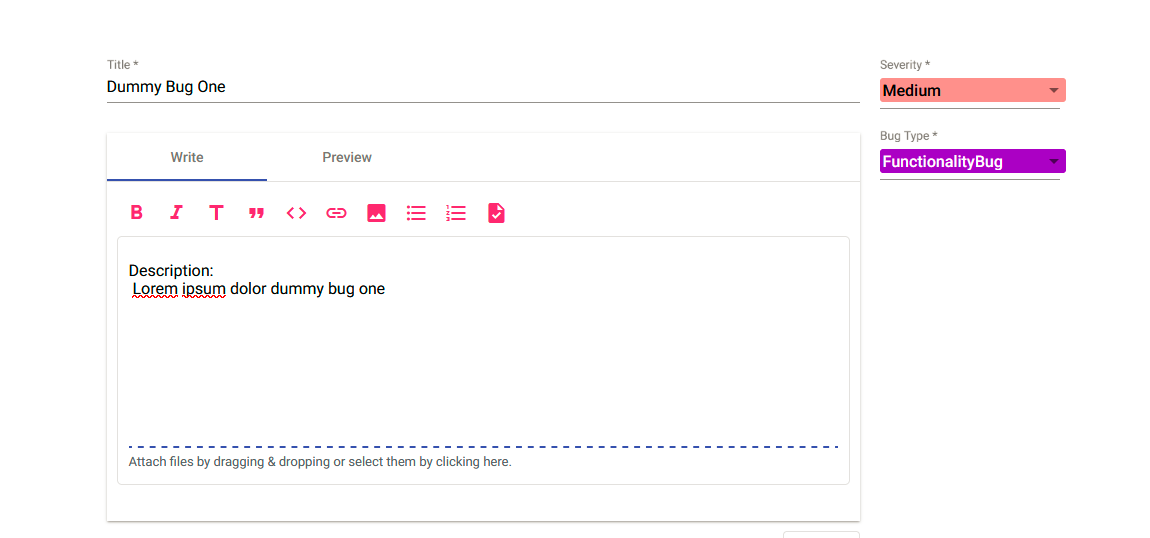 Title *
Dummy Bug One
Severity *
Medium
Bug Type *
FunctionalityBug
Write
Preview
Description:
Lorem ipsum dolor dummy bug one
Attach files by dragging & dropping or select them by clicking here.